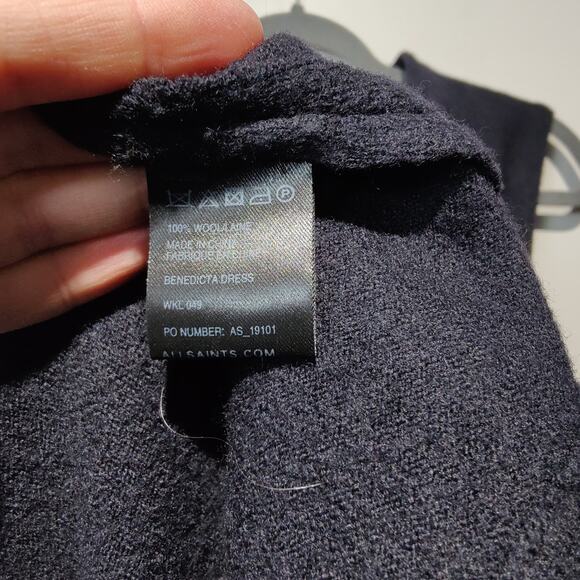 P
100% WOOL/LAINE
MADE IN CHINA
FABRIQUE EN CHINE
BENEDICTA DRESS
WKL 049
PO NUMBER: AS_19101
ALLSAINTS.COM